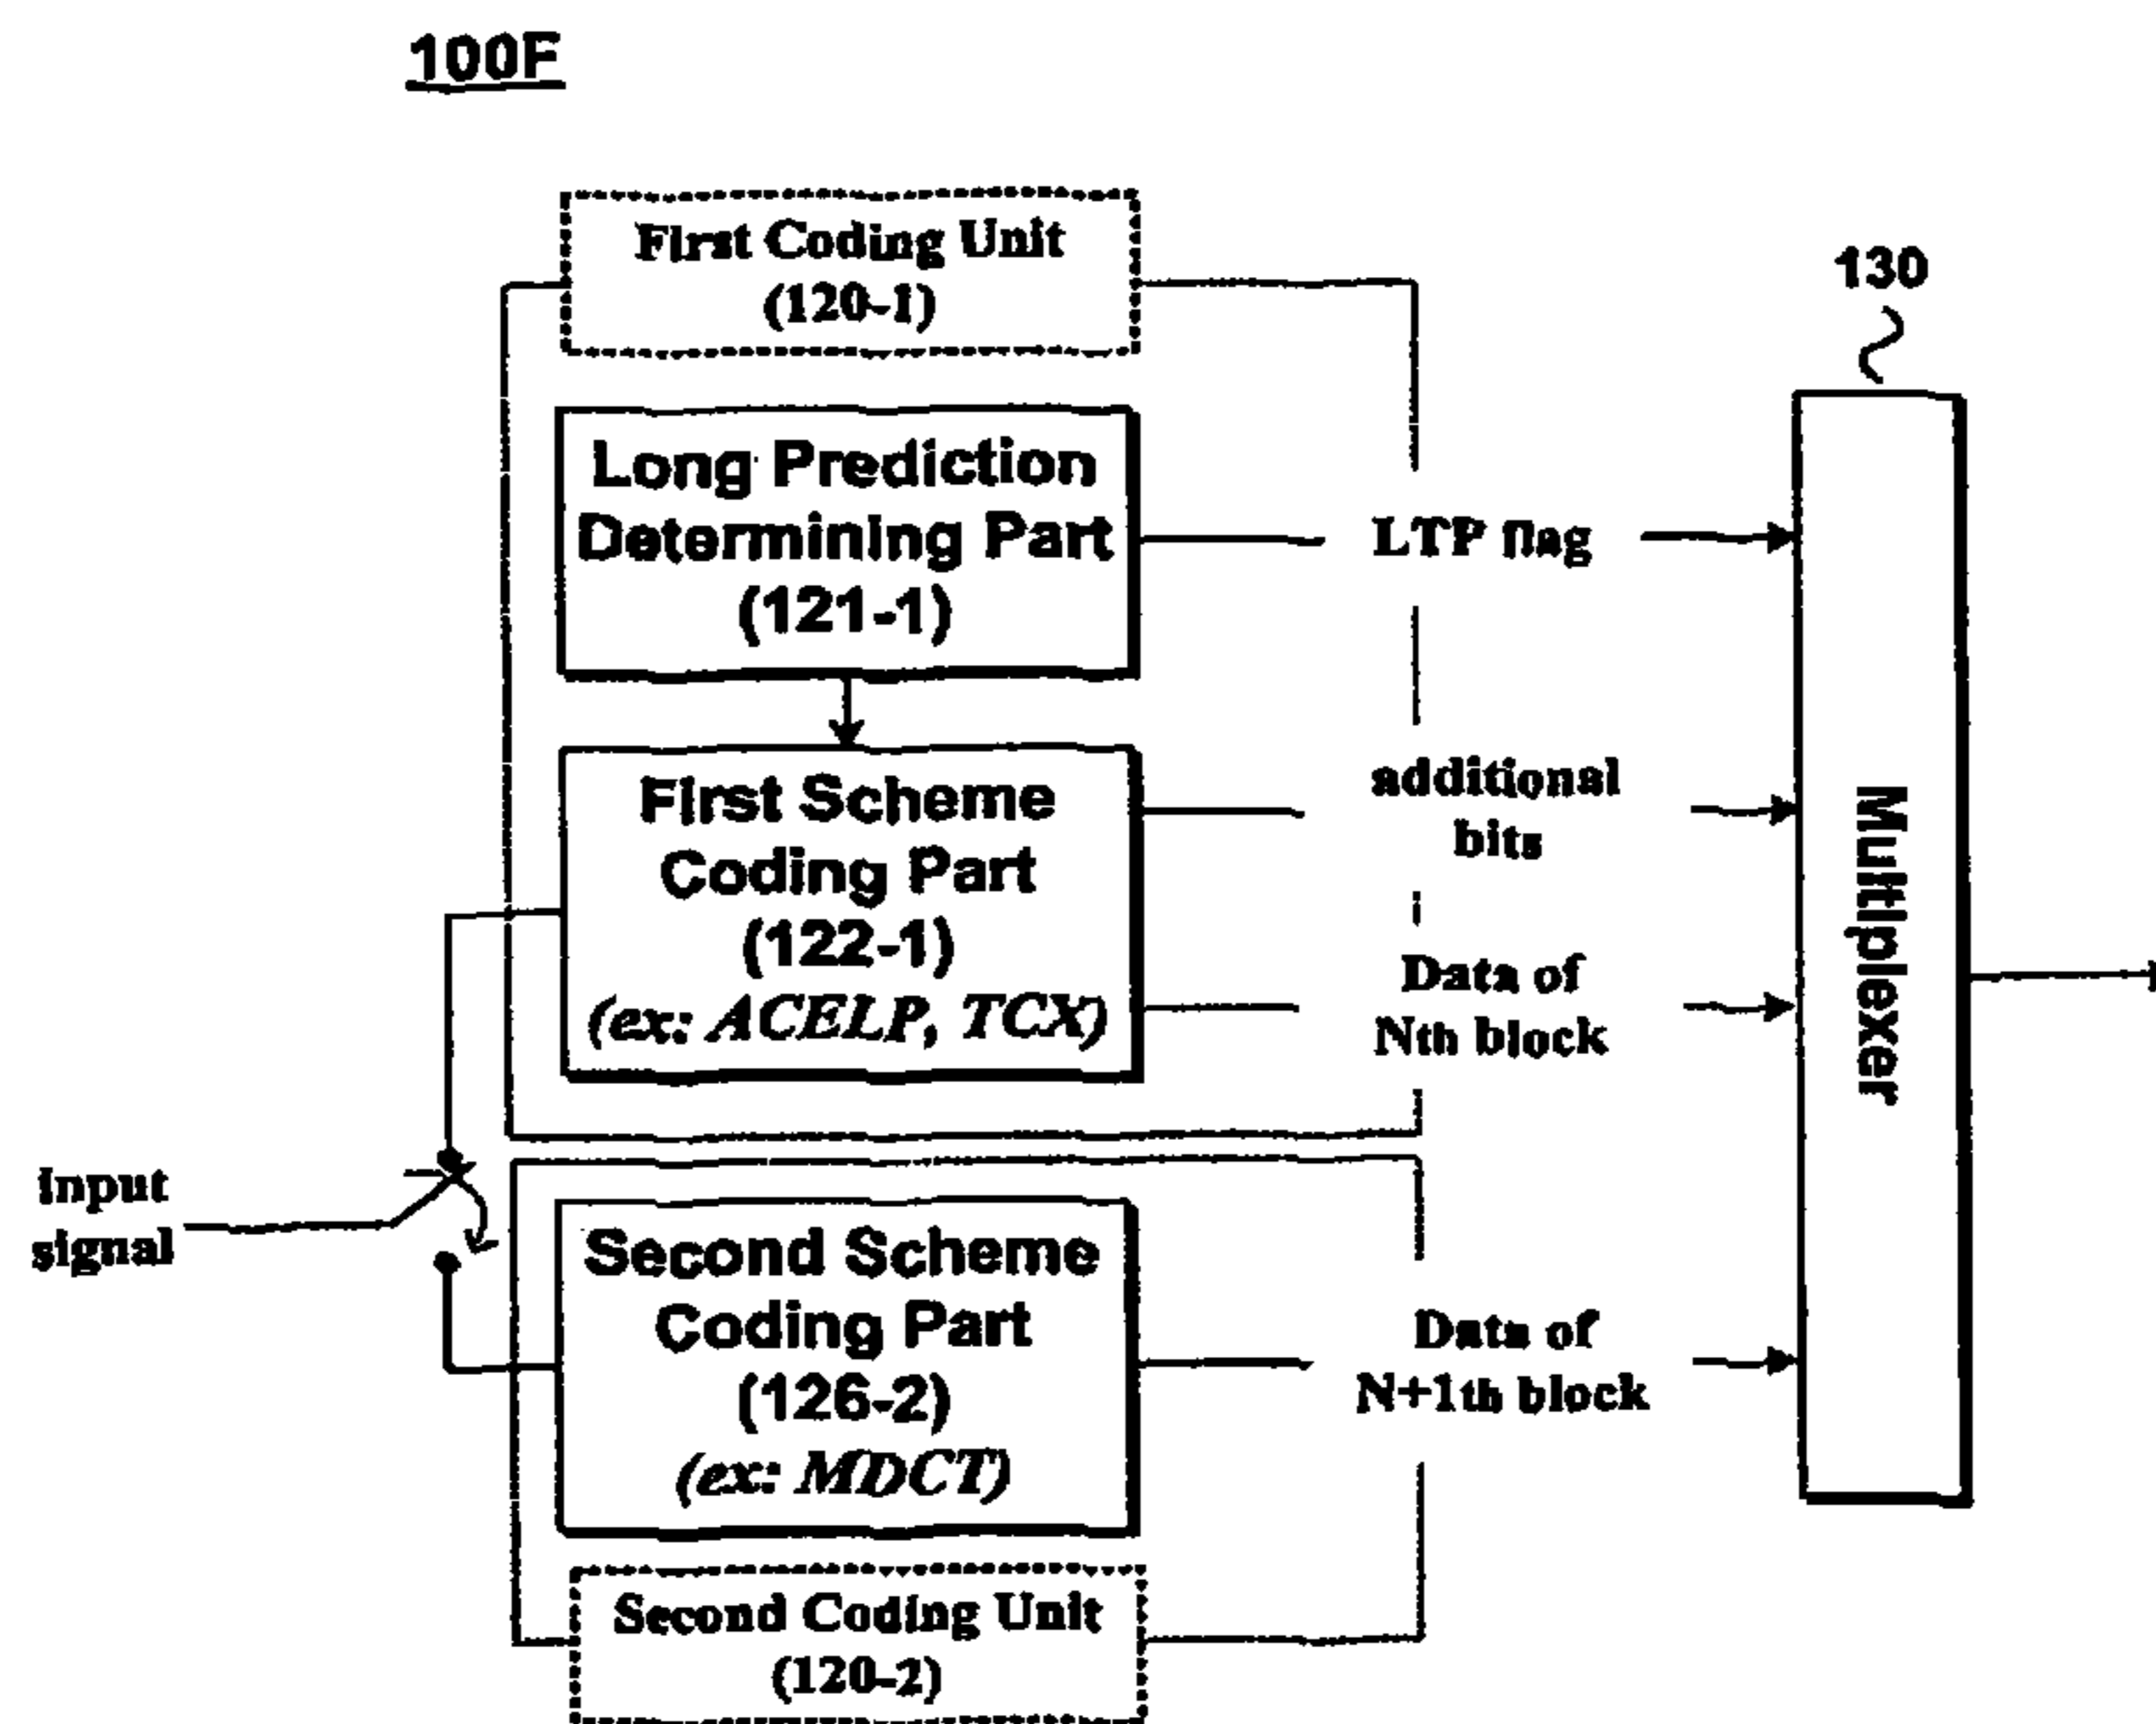 100F
First Coding Unit
(120-1)
130
Long Prediction
Determining Part
(121-1)
LTP flag
First Scheme
Coding Part
(122-1)
(ex: ACELP, TCX)
additional
bits
Data of
Nth block
Multiplexer
Input
signal
Second Scheme
Coding Part
(126-2)
(ex: MDCT)
Data of
N+1th block
Second Coding Unit
(120-2)